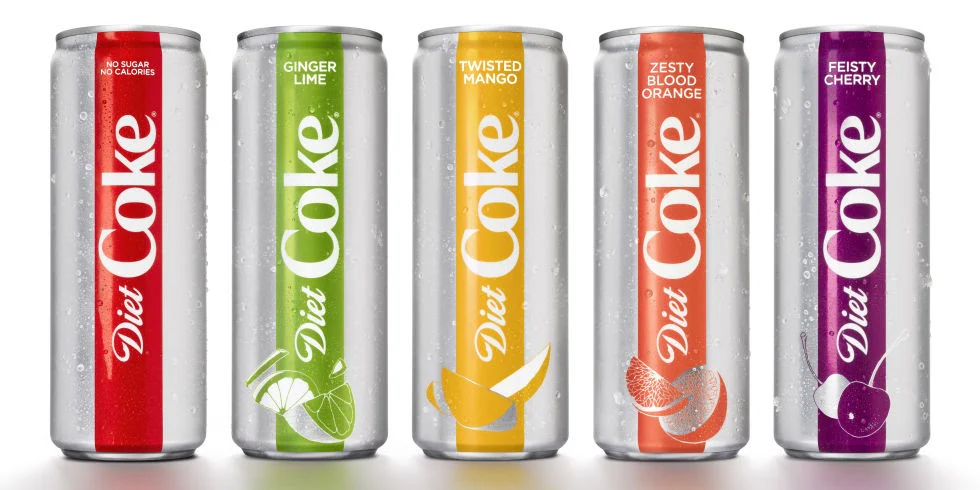 NO SUGAR
NO CALORIES
Diet Coke®
GINGER
LIME
Diet Coke®
TWISTED
MANGO
Diet Coke®
ZESTY
BLOOD
ORANGE
Diet Coke®
FEISTY
CHERRY
Diet Coke®